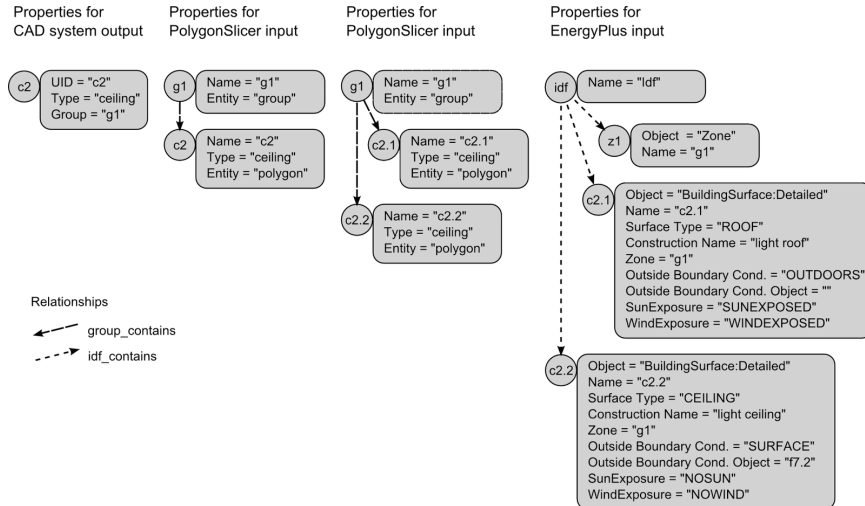 Properties for
CAD system output
c2
UID = "c2"
Type = "ceiling"
Group = "g1"
Properties for
PolygonSlicer input
g1
Name = "g1"
Entity = "group"
c2
Name = "c2"
Type = "ceiling"
Entity = "polygon"
Properties for
PolygonSlicer input
g1
Name = "g1"
Entity = "group"
c2.1
Name = "c2.1"
Type = "ceiling"
Entity = "polygon"
c2.2
Name = "c2.2"
Type = "ceiling"
Entity = "polygon"
Properties for
EnergyPlus input
idf
Name = "Idf"
z1
Object = "Zone"
Name = "g1"
c2.1
Object = "BuildingSurface:Detailed"
Name = "c2.1"
Surface Type = "ROOF"
Construction Name = "light roof"
Zone = "g1"
Outside Boundary Cond. = "OUTDOORS"
Outside Boundary Cond. Object = ""
SunExposure = "SUNEXPOSED"
WindExposure = "WINDEXPOSED"
c2.2
Object = "BuildingSurface:Detailed"
Name = "c2.2"
Surface Type = "CEILING"
Construction Name = "light ceiling"
Zone = "g1"
Outside Boundary Cond. = "SURFACE"
Outside Boundary Cond. Object = "f7.2"
SunExposure = "NOSUN"
WindExposure = "NOWIND"
Relationships
group_contains
idf_contains